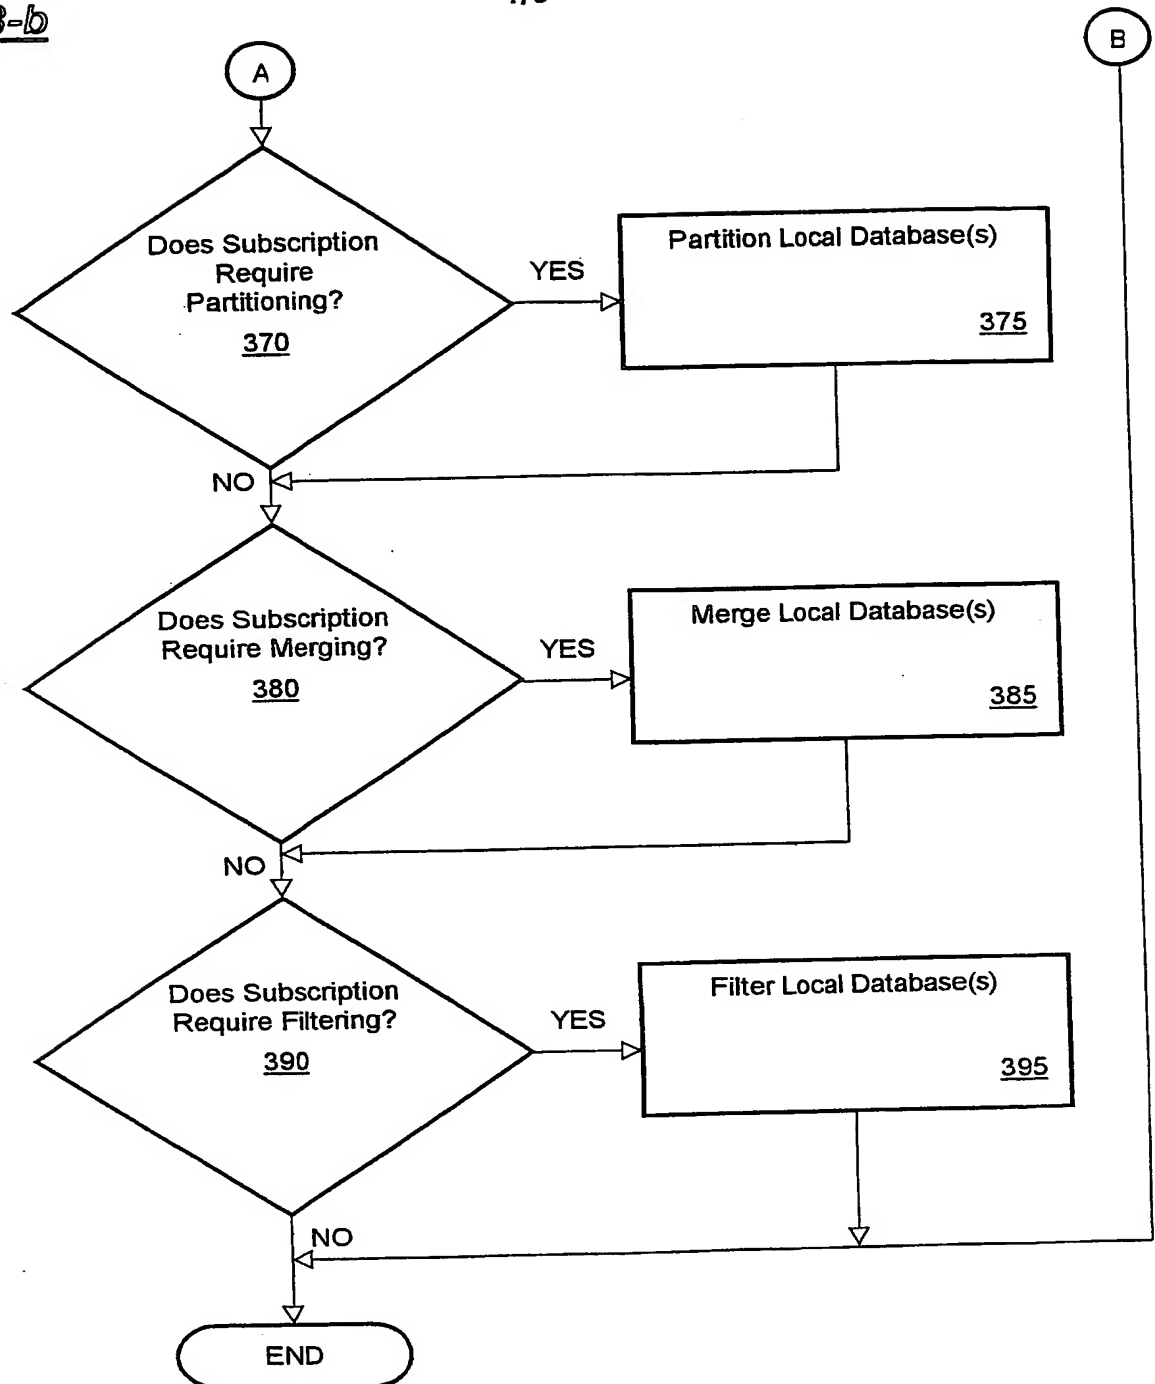 3-b
A
B
Does Subscription
Require
Partitioning?
370
YES
Partition Local Database(s)
375
NO
Does Subscription
Require Merging?
380
YES
Merge Local Database(s)
385
NO
Does Subscription
Require Filtering?
390
YES
Filter Local Database(s)
395
NO
END